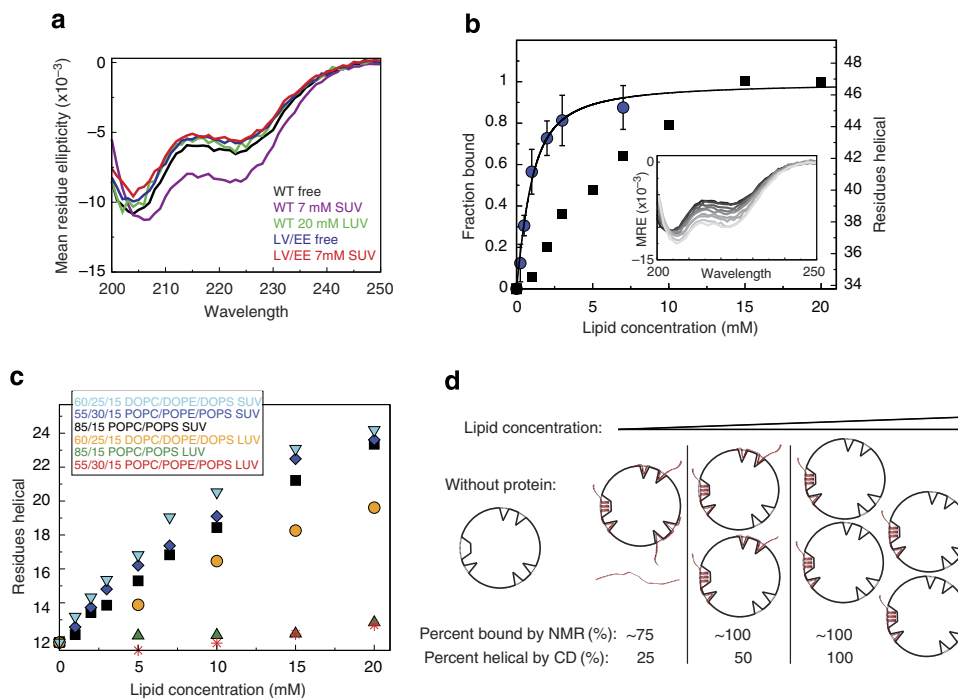 a
Mean residue ellipticity (x10−3)
0
−5
−10
−15
200 210 220 230 240 250
Wavelength
WT free
WT 7 mM SUV
WT 20 mM LUV
LV/EE free
LV/EE 7mM SUV
b
Fraction bound
1
0.8
0.6
0.4
0.2
0
0 5 10 15 20
Lipid concentration (mM)
Residues helical
48
46
44
42
40
38
36
34
MRE (x10−3)
0
−15
200 250
Wavelength
c
60/25/15 DOPC/DOPE/DOPS SUV
55/30/15 POPC/POPE/POPS SUV
85/15 POPC/POPS SUV
60/25/15 DOPC/DOPE/DOPS LUV
85/15 POPC/POPS LUV
55/30/15 POPC/POPE/POPS LUV
Residues helical
24
22
20
18
16
14
12
0 5 10 15 20
Lipid concentration (mM)
d
Lipid concentration:
Without protein:
Percent bound by NMR (%): ~75 ~100 ~100
Percent helical by CD (%): 25 50 100